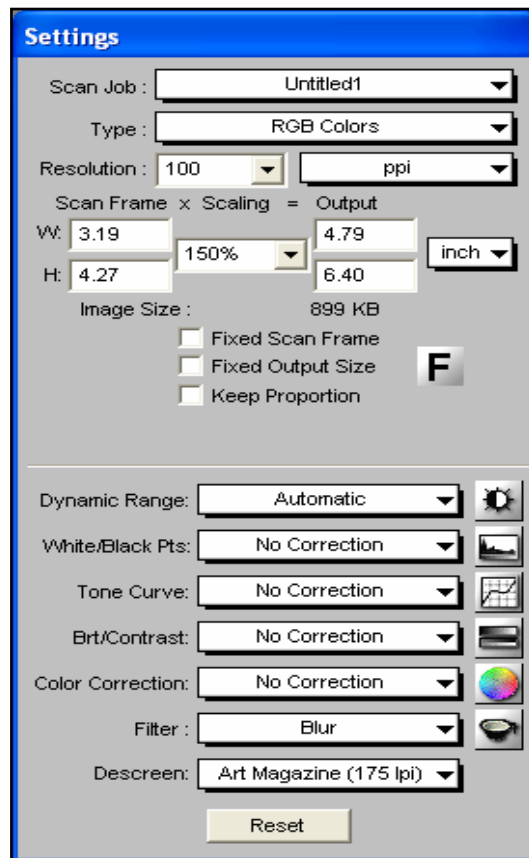 Settings
Scan Job : Untitled1
Type : RGB Colors
Resolution : 100 ppi
Scan Frame x Scaling = Output
W: 3.19 4.79
150% inch
H: 4.27 6.40
Image Size : 899 KB
Fixed Scan Frame
Fixed Output Size
F
Keep Proportion
Dynamic Range: Automatic
White/Black Pts: No Correction
Tone Curve: No Correction
Brt/Contrast: No Correction
Color Correction: No Correction
Filter : Blur
Descreen: Art Magazine (175 lpi)
Reset